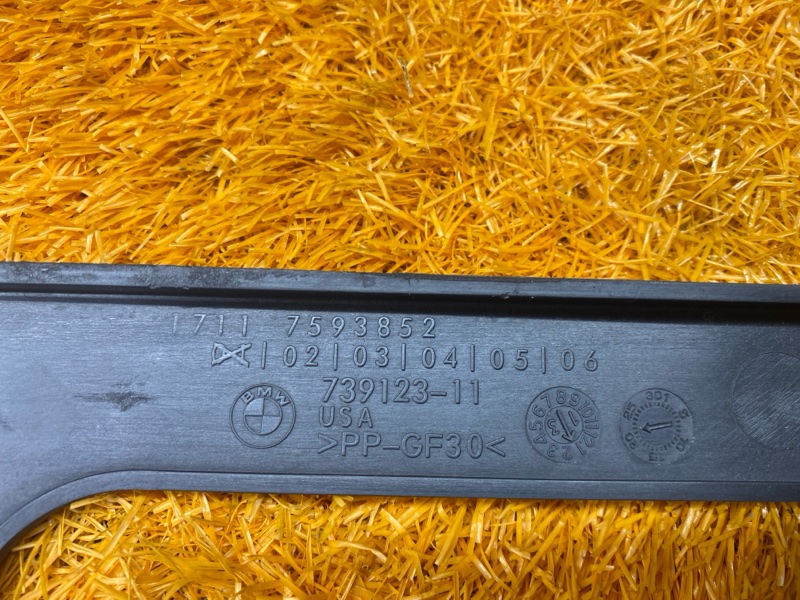 1711 7593852
|02|03|04|05|06
BMW
739123-11
USA
>PP-GF30<